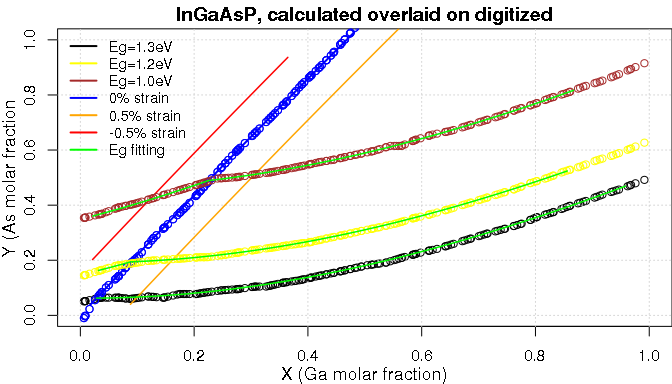 InGaAsP, calculated overlaid on digitized
Eg=1.3eV
Eg=1.2eV
Eg=1.0eV
0% strain
0.5% strain
-0.5% strain
Eg fitting
Y (As molar fraction)
1.0
0.8
0.6
0.4
0.2
0.0
0.0 0.2 0.4 0.6 0.8 1.0
X (Ga molar fraction)